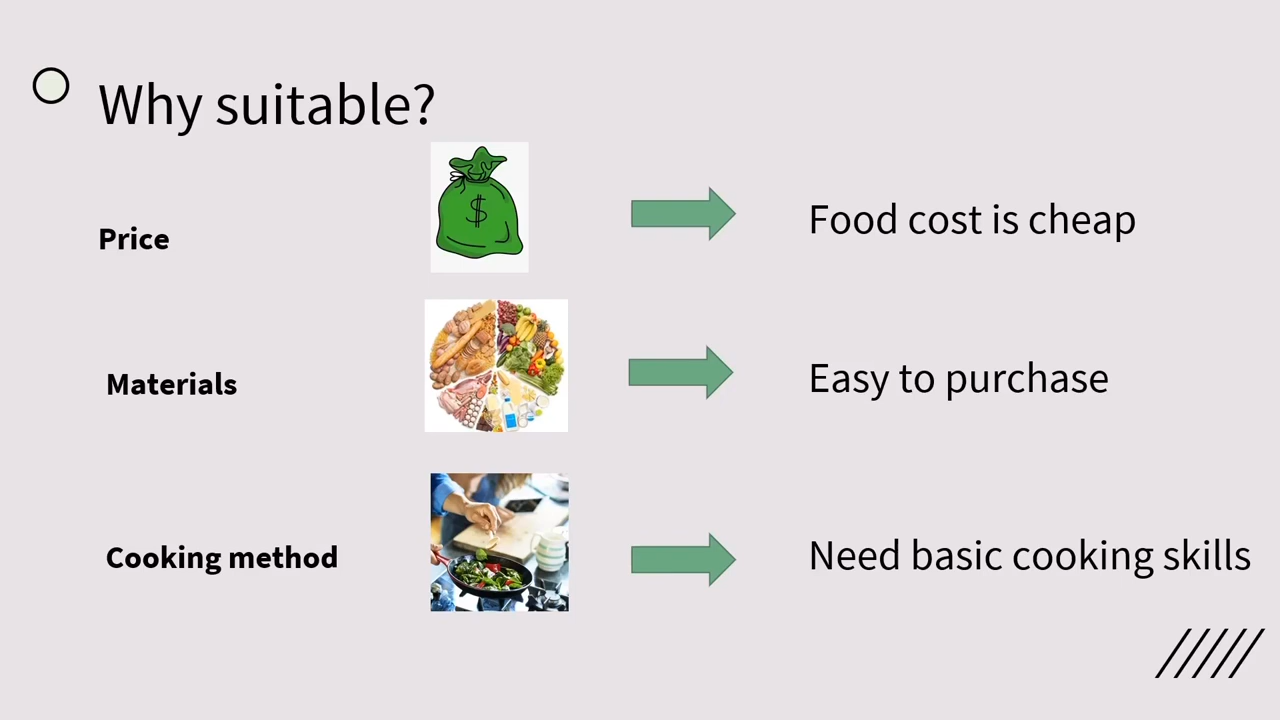 Why suitable?
Price
$
Food cost is cheap
Materials
Easy to purchase
Cooking method
Need basic cooking skills